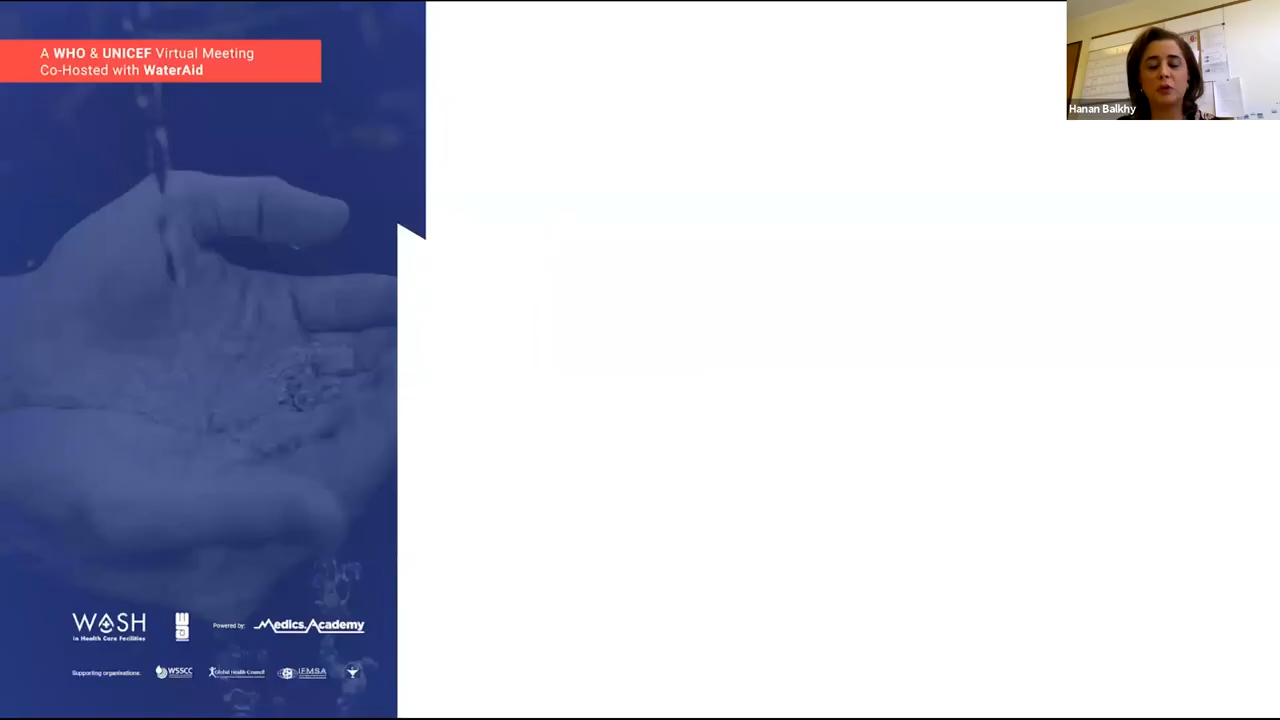 A WHO & UNICEF Virtual Meeting
Co-Hosted with WaterAid
Hanan Balkhy
WASH
in Health Care Facilities
Powered by:
Medics.Academy
Supporting organisations:
WSSCC
Global Health Council
IFMSA